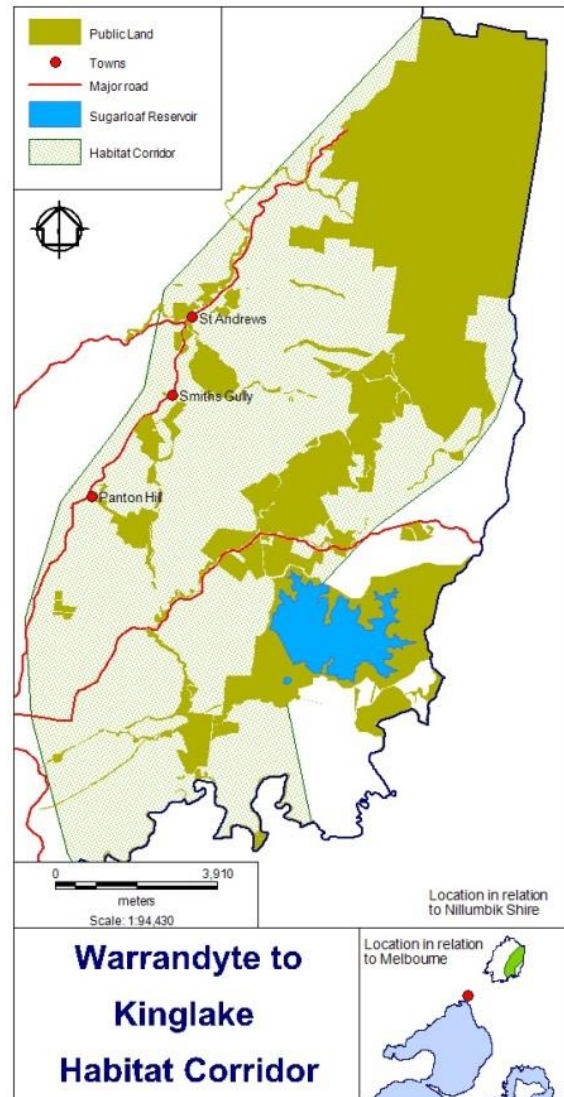 Public Land
Towns
Major road
Sugarloaf Reservoir
Habitat Corridor
St Andrews
Smiths Gully
Panton Hill
0 3,910
meters
Scale: 1:94,430
Location in relation
to Nillumbik Shire
Warrandyte to
Kinglake
Habitat Corridor
Location in relation
to Melbourne